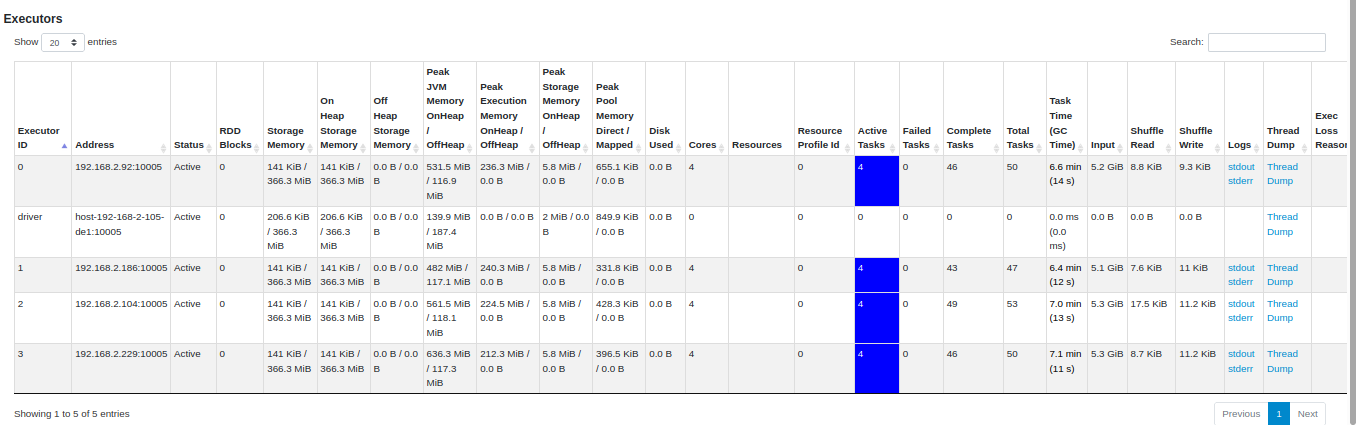 Executors
Show 20 entries Search:
Executor ID Address Status RDD Blocks Storage Memory On Heap Storage Memory Off Heap Storage Memory Peak JVM Memory OnHeap / OffHeap Peak Execution Memory OnHeap / OffHeap Peak Storage Memory OnHeap / OffHeap Peak Pool Memory Direct / Mapped Disk Used Cores Resources Resource Profile Id Active Tasks Failed Tasks Complete Tasks Total Tasks Task Time (GC Time) Input Shuffle Read Shuffle Write Logs Thread Dump Exec Loss Reason
0 192.168.2.92:10005 Active 0 141 KiB / 366.3 MiB 141 KiB / 366.3 MiB 0.0 B / 0.0 B 531.5 MiB / 116.9 MiB 236.3 MiB / 0.0 B 5.8 MiB / 0.0 B 655.1 KiB / 0.0 B 0.0 B 4 0 4 0 46 50 6.6 min (14 s) 5.2 GiB 8.8 KiB 9.3 KiB stdout stderr Thread Dump
driver host-192-168-2-105-de1:10005 Active 0 206.6 KiB / 366.3 MiB 206.6 KiB / 366.3 MiB 0.0 B / 0.0 B 139.9 MiB / 187.4 MiB 0.0 B / 0.0 B 2 MiB / 0.0 B 849.9 KiB / 0.0 B 0.0 B 0 0 0 0 0 0 0.0 ms (0.0 ms) 0.0 B 0.0 B 0.0 B Thread Dump
1 192.168.2.186:10005 Active 0 141 KiB / 366.3 MiB 141 KiB / 366.3 MiB 0.0 B / 0.0 B 482 MiB / 117.1 MiB 240.3 MiB / 0.0 B 5.8 MiB / 0.0 B 331.8 KiB / 0.0 B 0.0 B 4 0 4 0 43 47 6.4 min (12 s) 5.1 GiB 7.6 KiB 11 KiB stdout stderr Thread Dump
2 192.168.2.104:10005 Active 0 141 KiB / 366.3 MiB 141 KiB / 366.3 MiB 0.0 B / 0.0 B 561.5 MiB / 118.1 MiB 224.5 MiB / 0.0 B 5.8 MiB / 0.0 B 428.3 KiB / 0.0 B 0.0 B 4 0 4 0 49 53 7.0 min (13 s) 5.3 GiB 17.5 KiB 11.2 KiB stdout stderr Thread Dump
3 192.168.2.229:10005 Active 0 141 KiB / 366.3 MiB 141 KiB / 366.3 MiB 0.0 B / 0.0 B 636.3 MiB / 117.3 MiB 212.3 MiB / 0.0 B 5.8 MiB / 0.0 B 396.5 KiB / 0.0 B 0.0 B 4 0 4 0 46 50 7.1 min (11 s) 5.3 GiB 8.7 KiB 11.2 KiB stdout stderr Thread Dump
Showing 1 to 5 of 5 entries Previous 1 Next